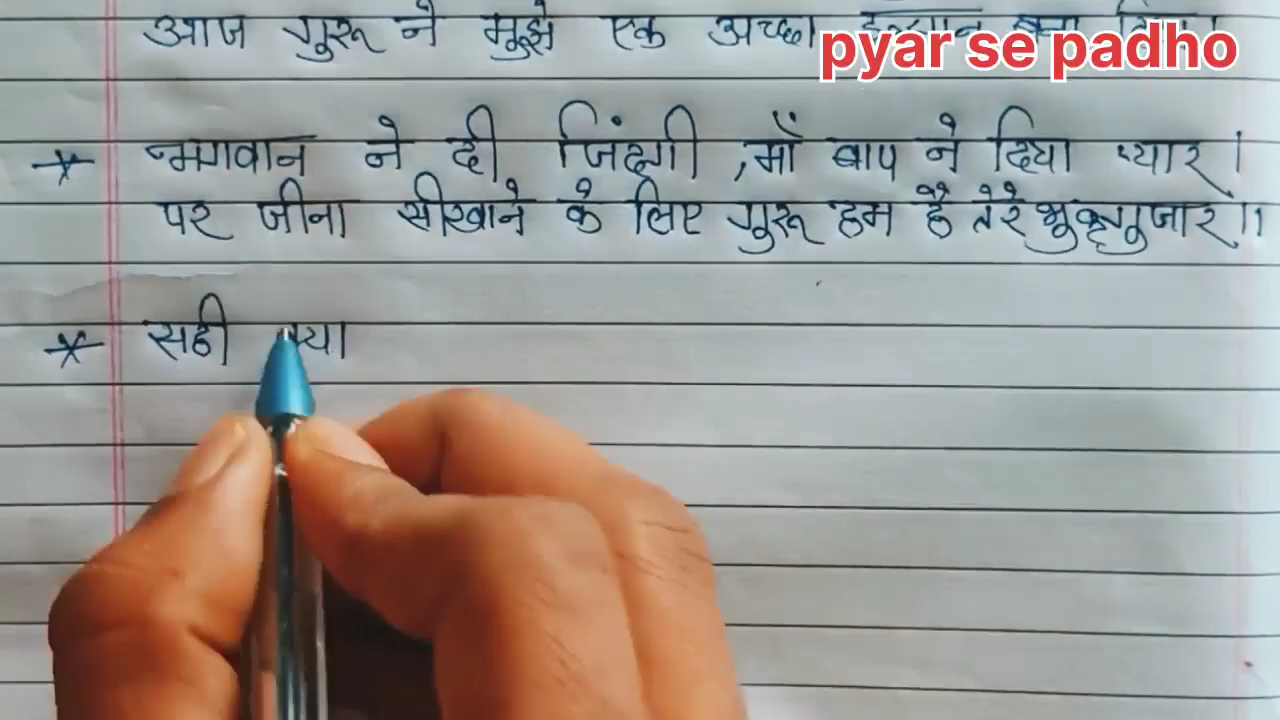 आज गुरू ने मुझे एक अच्छा
pyar se padho
* भगवान ने दी जिंदगी ,माँ बाप ने दिया प्यार।
पर जीना सीखाने के लिए गुरू हम है तेरे शुक्रगुजार।।
* सही क्या